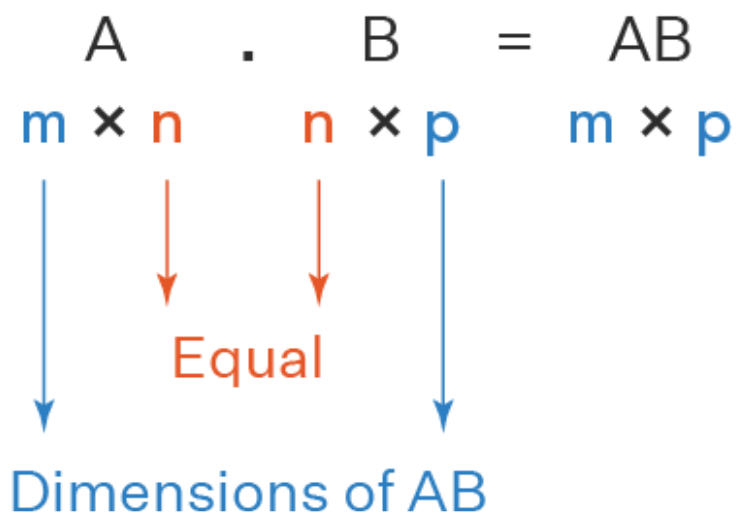 A . B = AB
m × n n × p m × p
Equal
Dimensions of AB